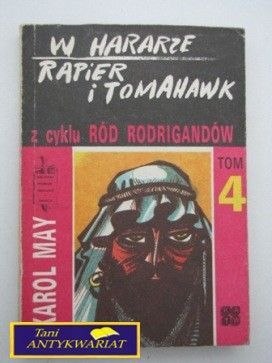 W HARARZE
RAPIER
i TOMAHAWK
z cyklu RÓD RODRIGANDÓW
TOM
4
KAROL MAY
Tani
ANTYKWARIAT